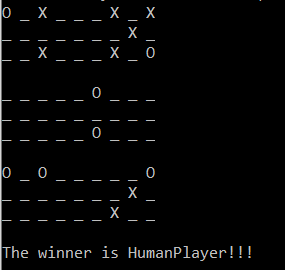 O _ X _ _ _ X _ X
_ _ _ _ _ _ _ X _
_ _ X _ _ _ X _ O

_ _ _ _ _ O _ _ _
_ _ _ _ _ _ _ _ _
_ _ _ _ _ O _ _ _

O _ O _ _ _ _ _ O
_ _ _ _ _ _ _ X _
_ _ _ _ _ _ X _ _

The winner is HumanPlayer!!!